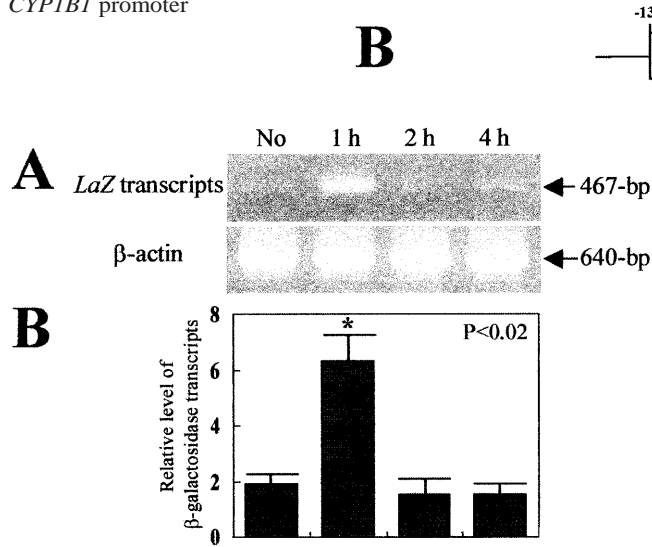 CYP1B1 promoter
B
-13
No 1 h 2 h 4 h
A LaZ transcripts 467-bp
β-actin 640-bp
B
8
* P<0.02
6
4
2
0
Relative level of
β-galactosidase transcripts